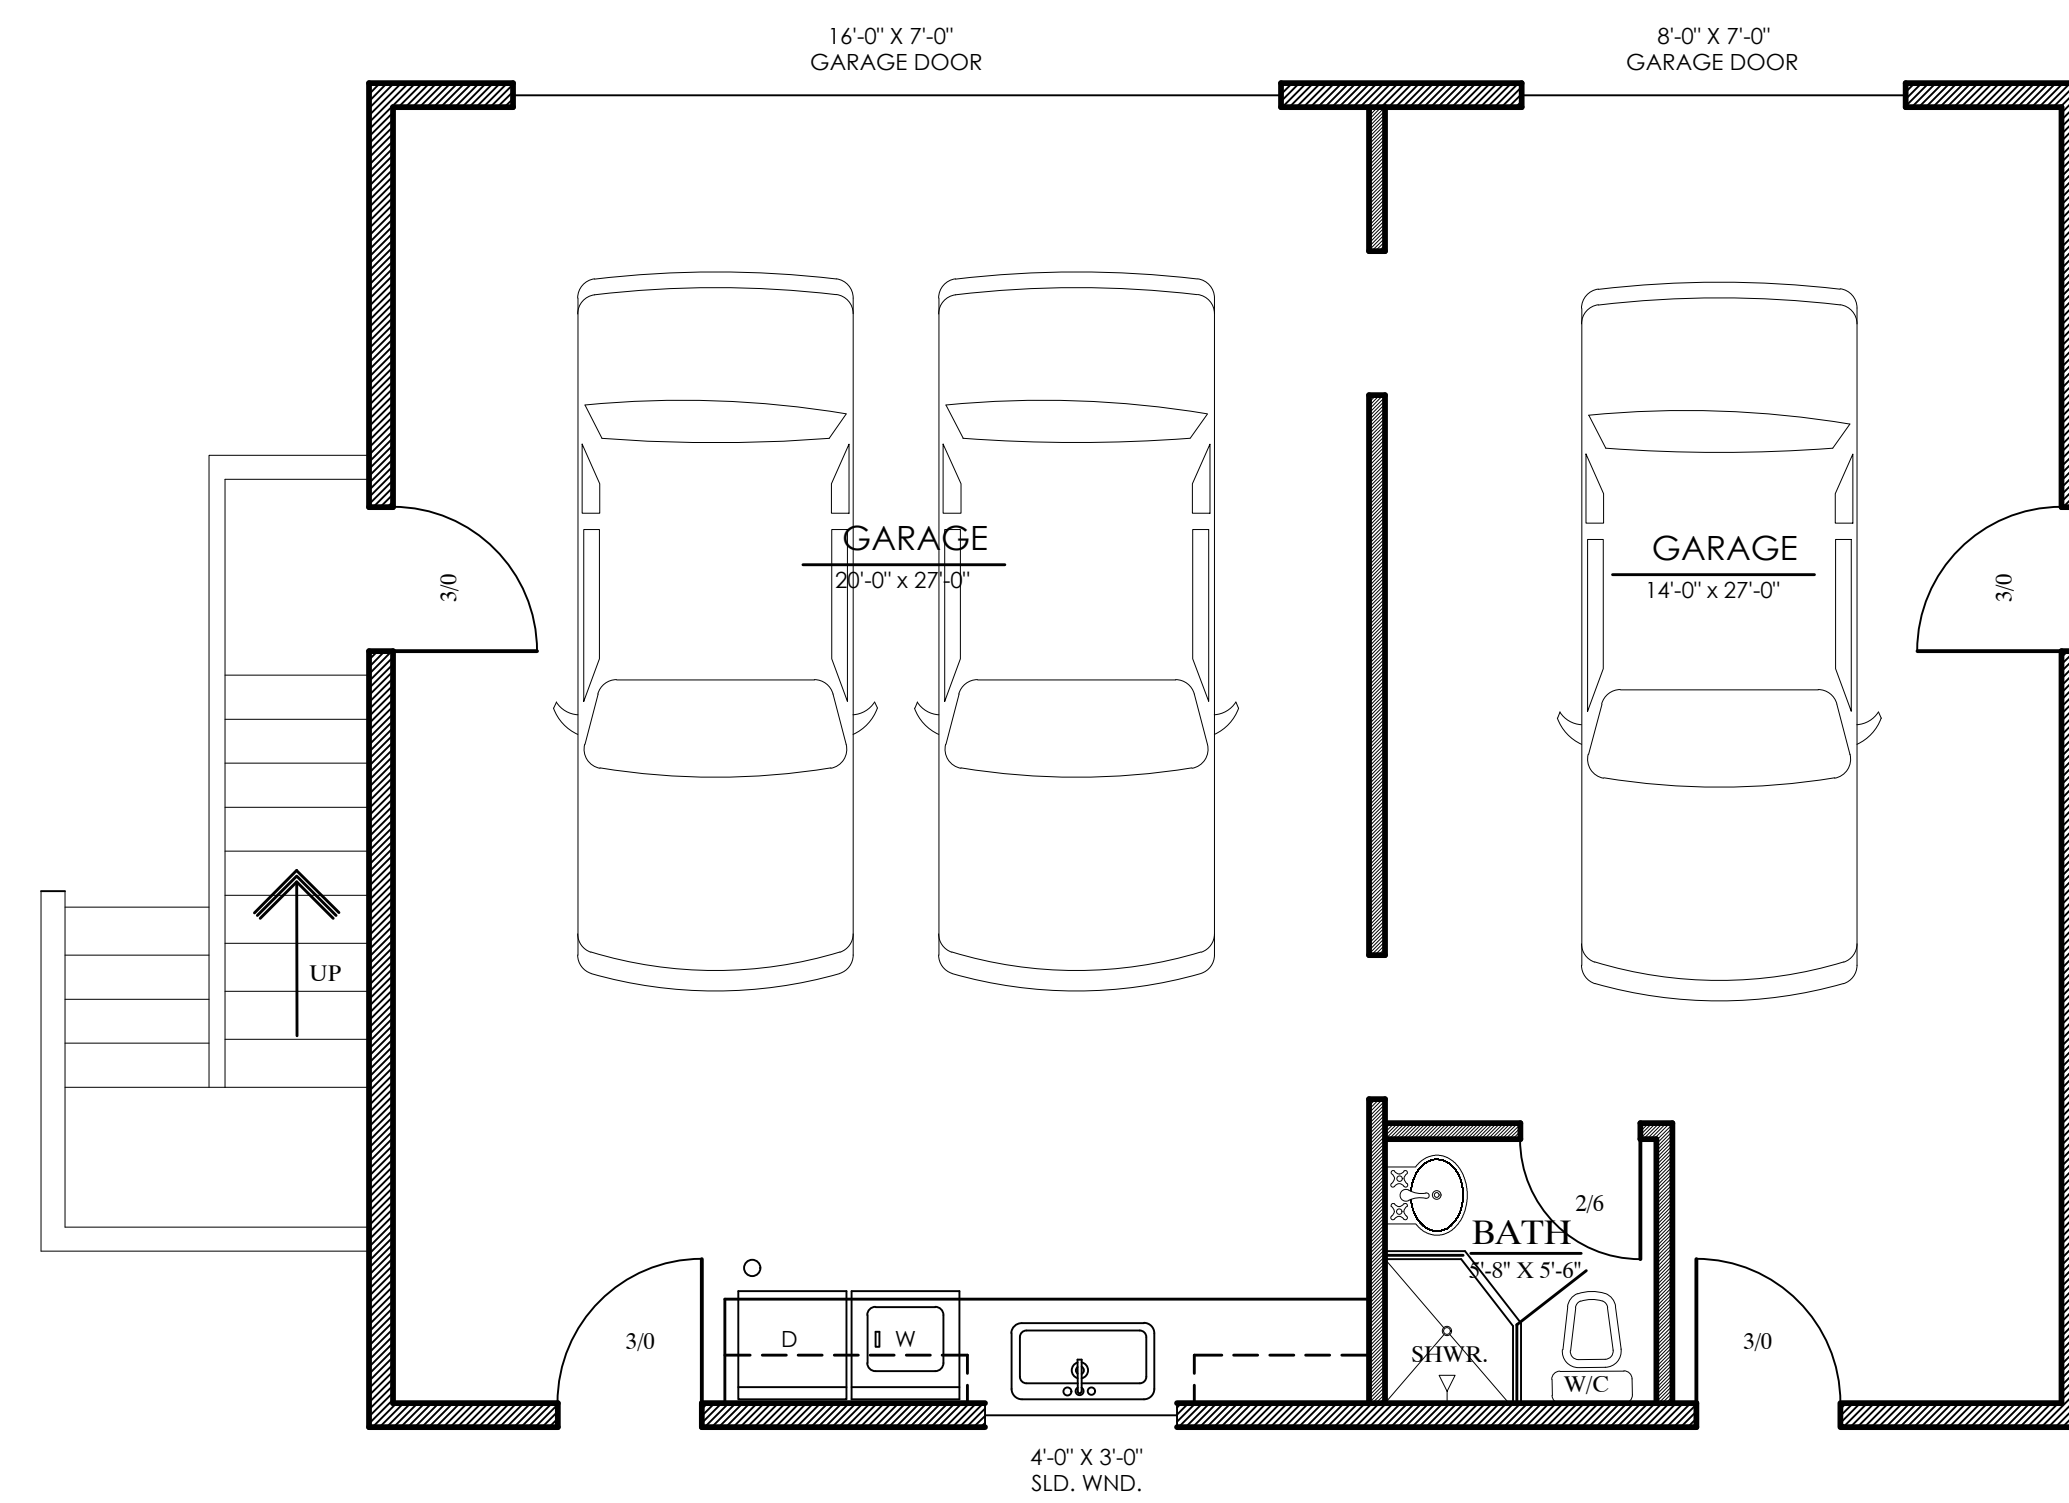 16'-0" X 7'-0"
GARAGE DOOR
8'-0" X 7'-0"
GARAGE DOOR
GARAGE
20'-0" x 27'-0"
GARAGE
14'-0" x 27'-0"
3/0
3/0
UP
2/6
BATH
5'-8" X 5'-6"
3/0
D
W
SHWR.
W/C
3/0
4'-0" X 3'-0"
SLD. WND.